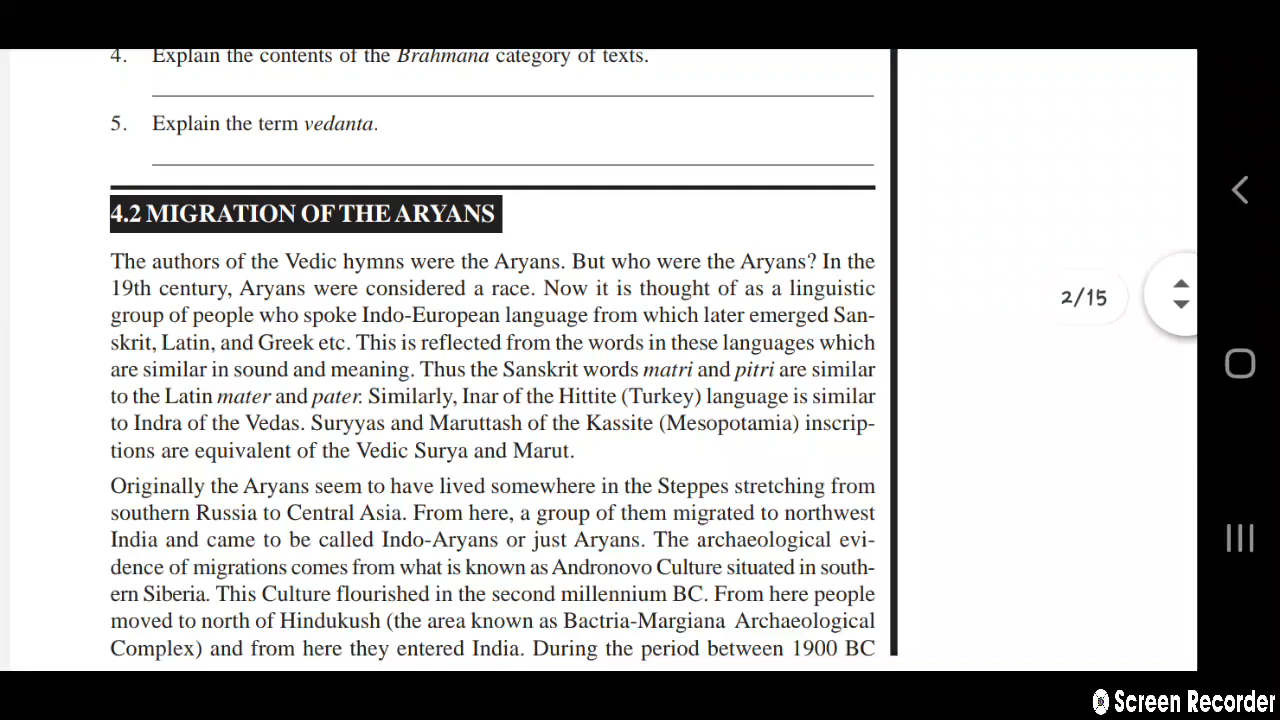 4. Explain the contents of the Brahmana category of texts.
5. Explain the term vedanta.
4.2 MIGRATION OF THE ARYANS
The authors of the Vedic hymns were the Aryans. But who were the Aryans? In the
19th century, Aryans were considered a race. Now it is thought of as a linguistic
group of people who spoke Indo-European language from which later emerged San-
skrit, Latin, and Greek etc. This is reflected from the words in these languages which
are similar in sound and meaning. Thus the Sanskrit words matri and pitri are similar
to the Latin mater and pater. Similarly, Inar of the Hittite (Turkey) language is similar
to Indra of the Vedas. Suryyas and Maruttash of the Kassite (Mesopotamia) inscrip-
tions are equivalent of the Vedic Surya and Marut.
Originally the Aryans seem to have lived somewhere in the Steppes stretching from
southern Russia to Central Asia. From here, a group of them migrated to northwest
India and came to be called Indo-Aryans or just Aryans. The archaeological evi-
dence of migrations comes from what is known as Andronovo Culture situated in south-
ern Siberia. This Culture flourished in the second millennium BC. From here people
moved to north of Hindukush (the area known as Bactria-Margiana Archaeological
Complex) and from here they entered India. During the period between 1900 BC
2/15
Screen Recorder